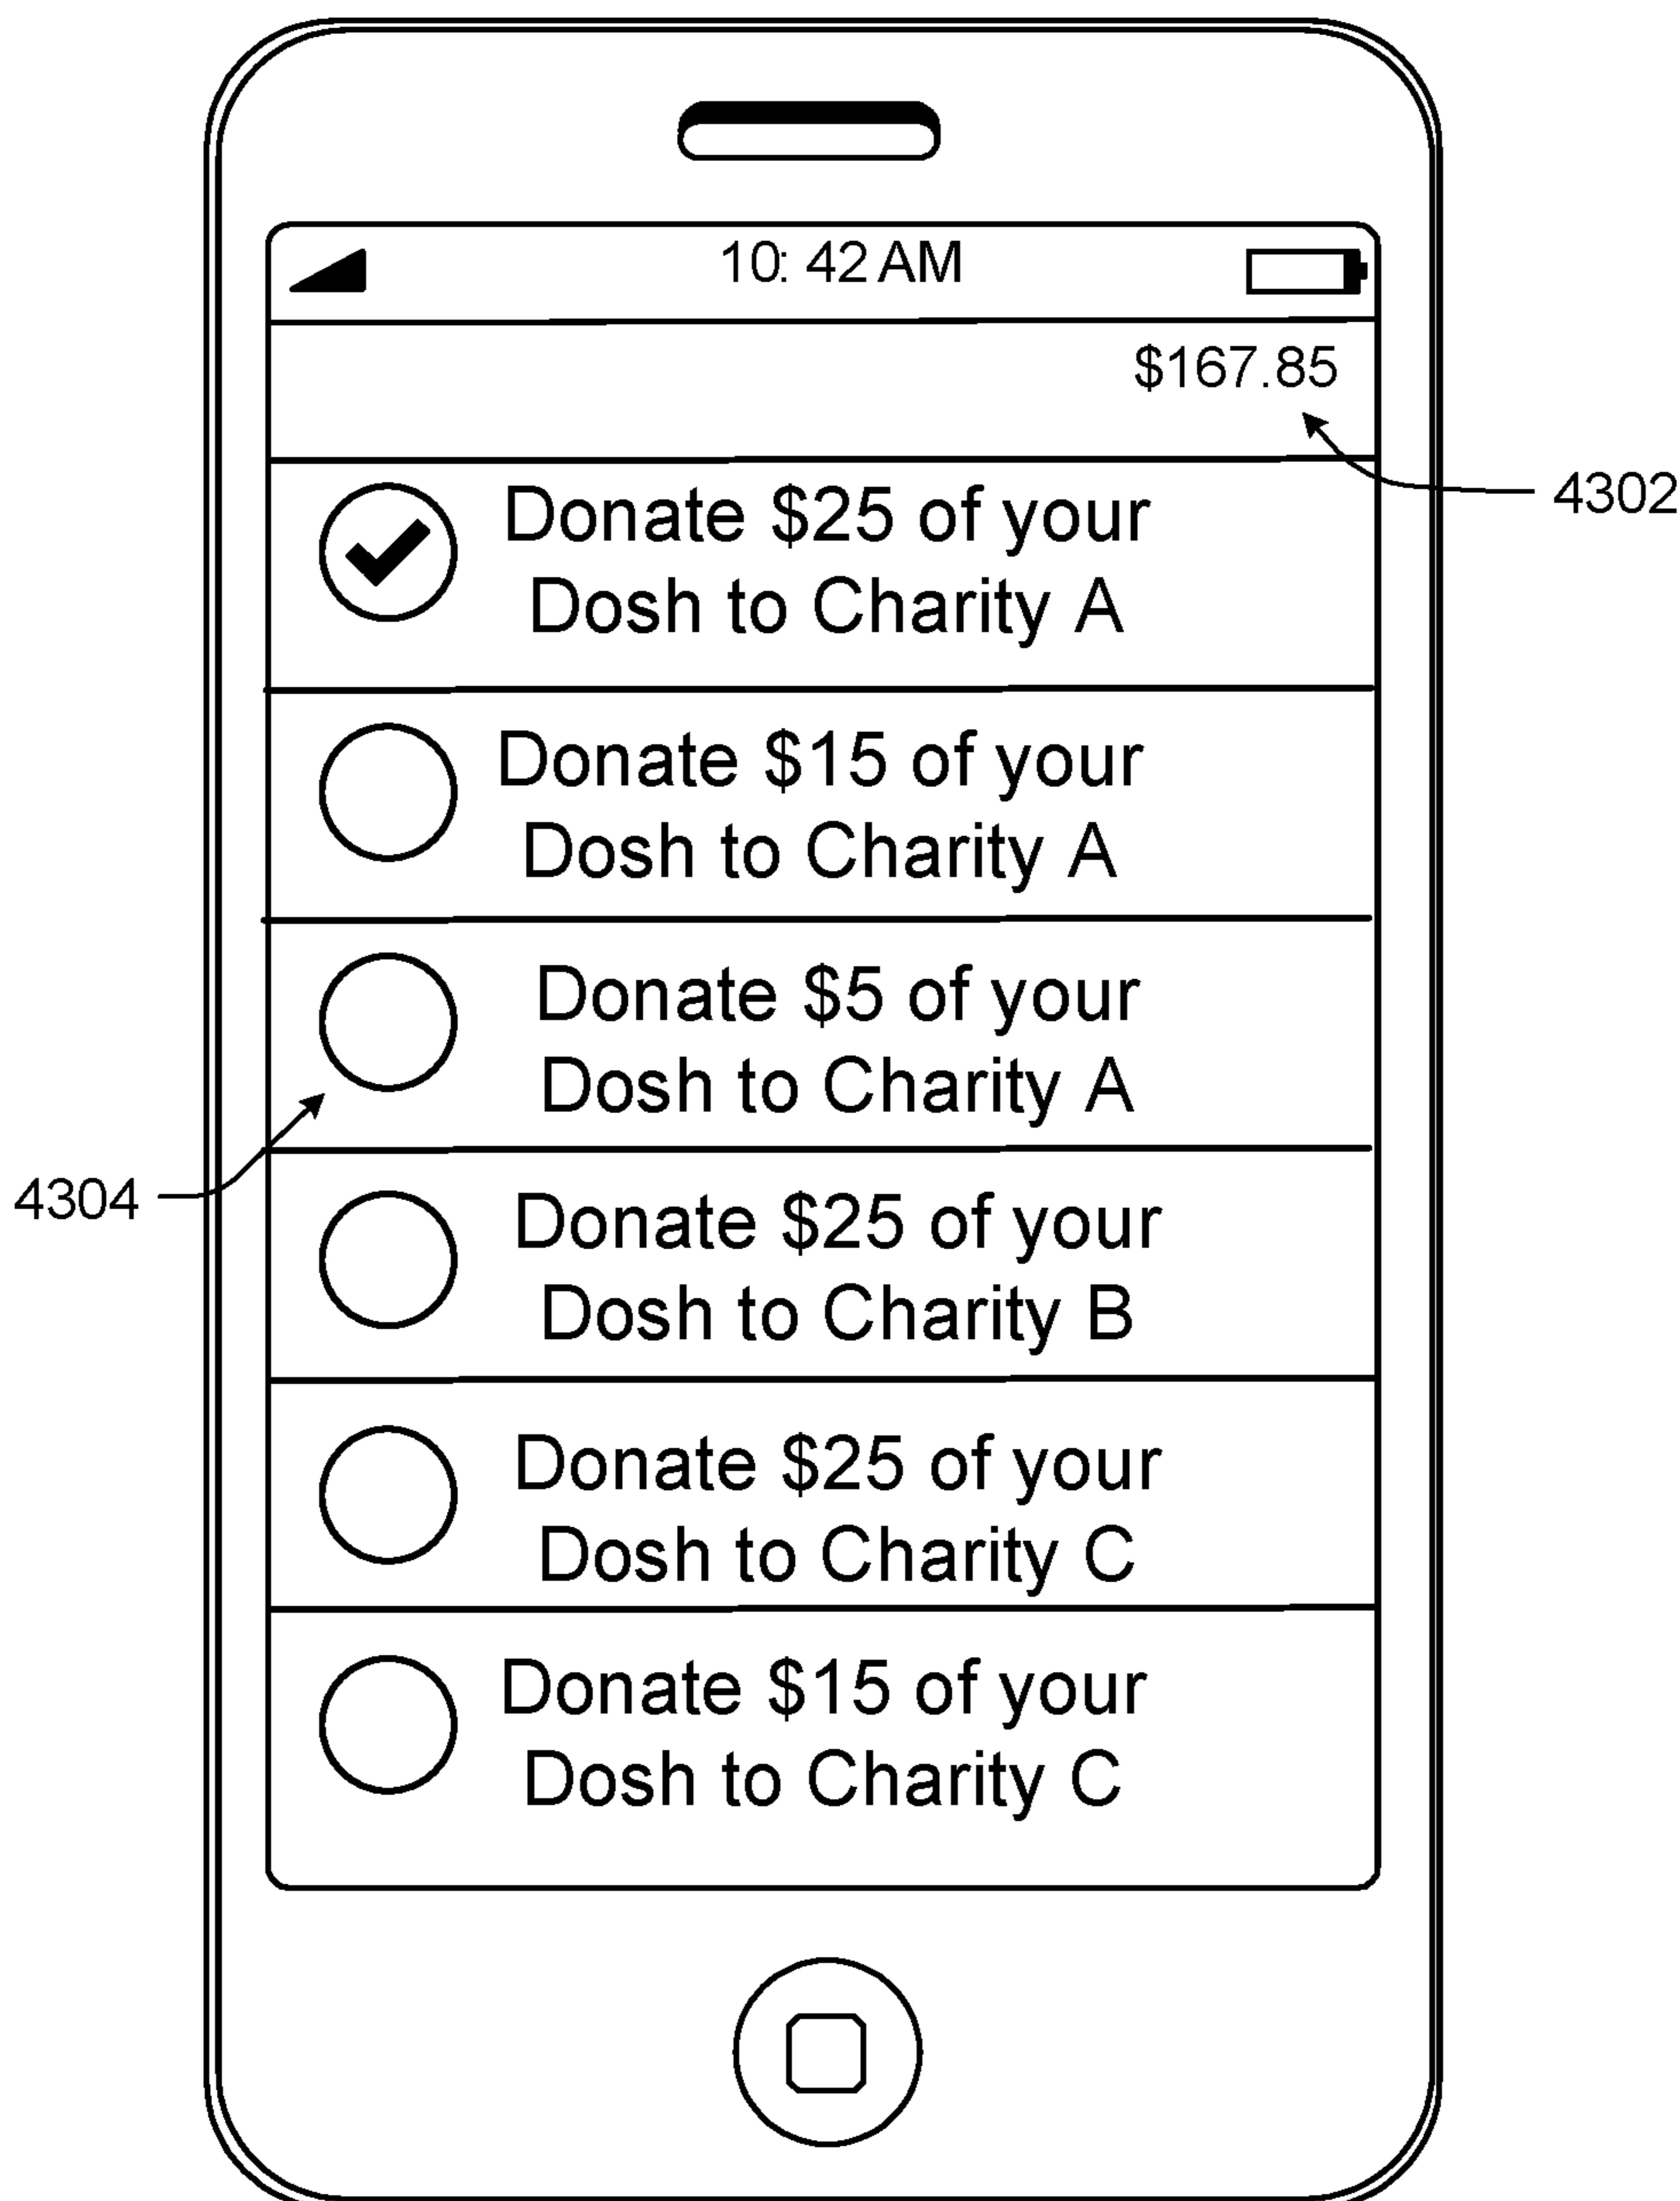 10: 42 AM
$167.85
4302
Donate $25 of your
Dosh to Charity A
Donate $15 of your
Dosh to Charity A
Donate $5 of your
Dosh to Charity A
4304
Donate $25 of your
Dosh to Charity B
Donate $25 of your
Dosh to Charity C
Donate $15 of your
Dosh to Charity C